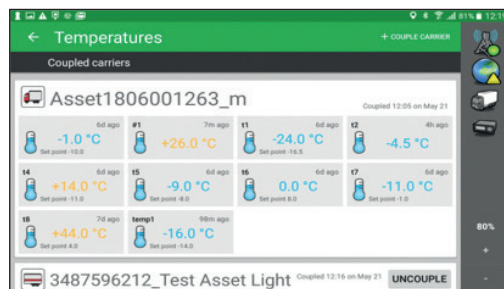 81% 12:19
Temperatures
+ COUPLE CARRIER
Coupled carriers
Asset1806001263_m
Coupled 12:05 on May 21
6d ago
-1.0 °C
Set point -10.0
#1 7m ago
+26.0 °C
t1 6d ago
-24.0 °C
Set point -16.5
t2 4h ago
-4.5 °C
t4 6d ago
+14.0 °C
Set point -11.0
t5 6d ago
-9.0 °C
Set point -8.0
t6 6d ago
0.0 °C
Set point 8.0
t7 6d ago
-11.0 °C
Set point -1.0
t8 7d ago
+44.0 °C
Set point 4.0
temp1 98m ago
-16.0 °C
Set point -14.0
80%
+
-
3487596212_Test Asset Light
Coupled 12:16 on May 21
UNCOUPLE